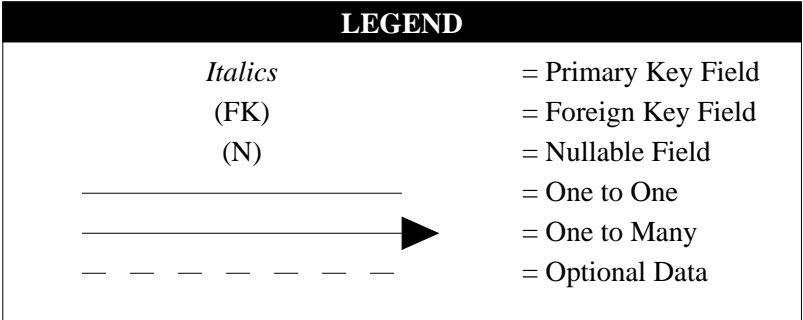 LEGEND
Italics = Primary Key Field
(FK) = Foreign Key Field
(N) = Nullable Field
= One to One
= One to Many
= Optional Data